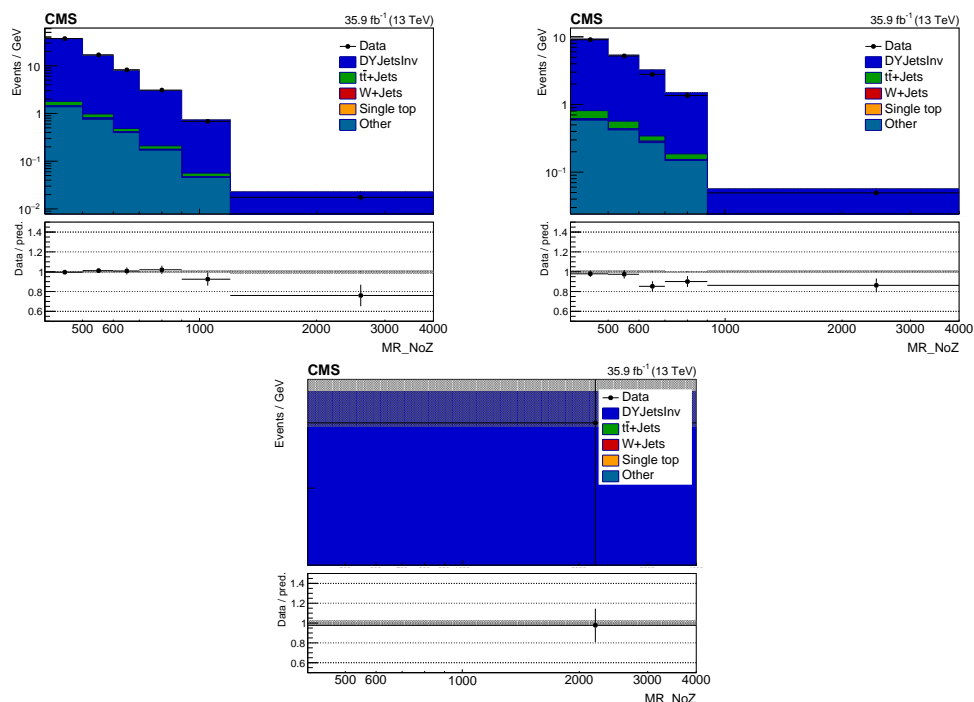 CMS 35.9 fb⁻¹ (13 TeV)
Events / GeV
10
1
10⁻¹
10⁻²
Data
DYJetsInv
tt̄+Jets
W+Jets
Single top
Other
Data / pred.
1.4
1.2
1
0.8
0.6
500 600 1000 2000 3000 4000
MR_NoZ
CMS 35.9 fb⁻¹ (13 TeV)
Events / GeV
10
1
10⁻¹
Data
DYJetsInv
tt̄+Jets
W+Jets
Single top
Other
Data / pred.
1.4
1.2
1
0.8
0.6
500 600 1000 2000 3000 4000
MR_NoZ
CMS 35.9 fb⁻¹ (13 TeV)
Events / GeV
Data
DYJetsInv
tt̄+Jets
W+Jets
Single top
Other
Data / pred.
1.4
1.2
1
0.8
0.6
500 600 1000 2000 3000 4000
MR_NoZ